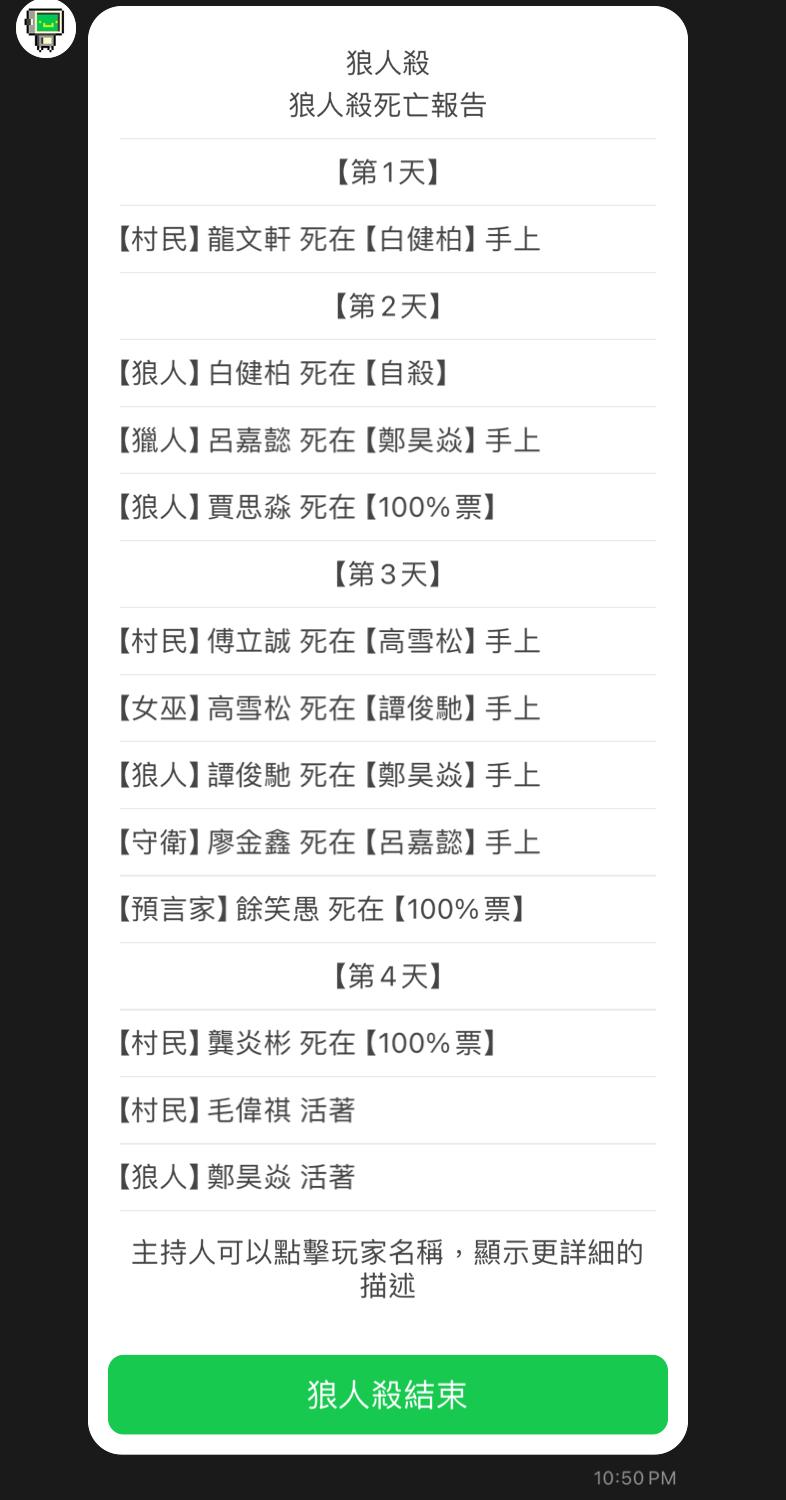 狼人殺
狼人殺死亡報告
【第1天】
【村民】龍文軒 死在【白健柏】手上
【第2天】
【狼人】白健柏 死在【自殺】
【獵人】呂嘉懿 死在【鄭昊焱】手上
【狼人】賈思淼 死在【100%票】
【第3天】
【村民】傅立誠 死在【高雪松】手上
【女巫】高雪松 死在【譚俊馳】手上
【狼人】譚俊馳 死在【鄭昊焱】手上
【守衛】廖金鑫 死在【呂嘉懿】手上
【預言家】餘笑愚 死在【100%票】
【第4天】
【村民】龔炎彬 死在【100%票】
【村民】毛偉祺 活著
【狼人】鄭昊焱 活著
主持人可以點擊玩家名稱，顯示更詳細的
描述
狼人殺結束
10:50 PM